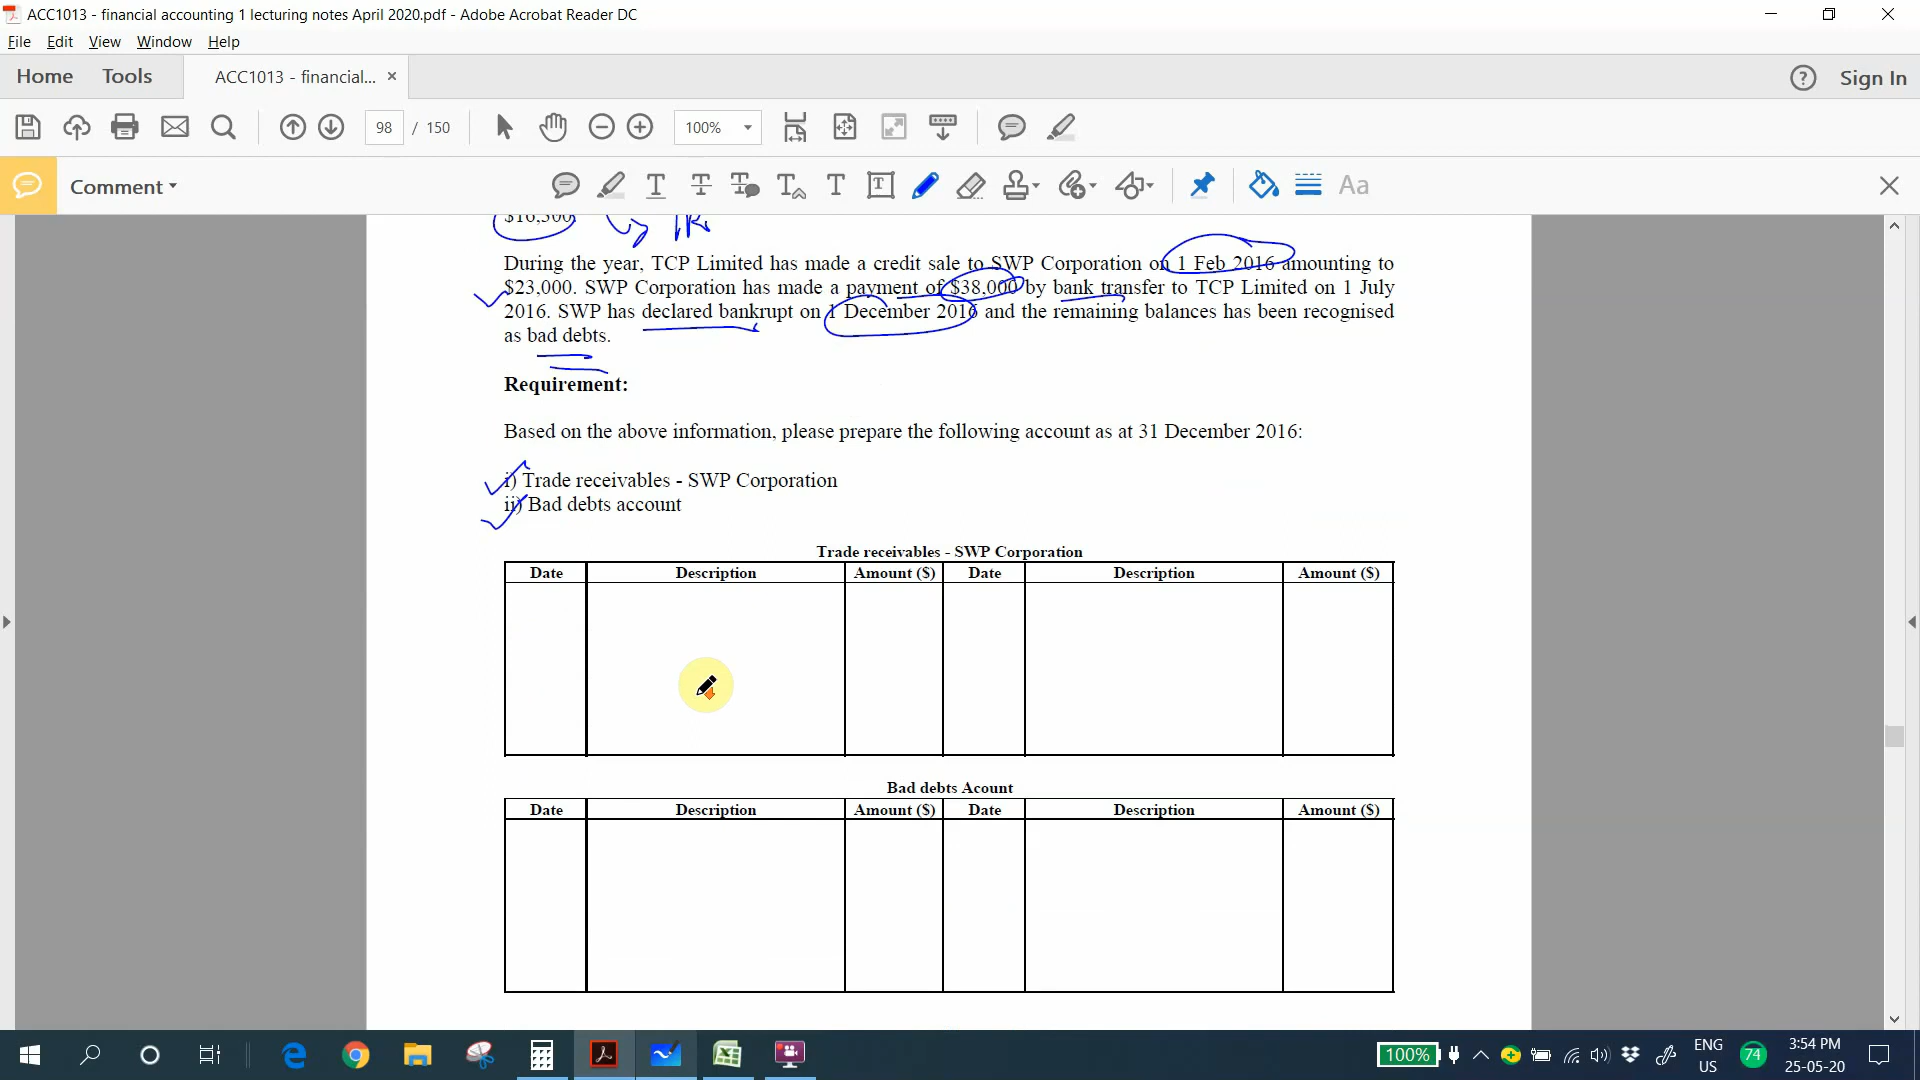 ACC1013 - financial accounting 1 lecturing notes April 2020.pdf - Adobe Acrobat Reader DC
File Edit View Window Help
Home Tools ACC1013 - financial... × Sign In
98 / 150 100%
Comment
Aa
During the year, TCP Limited has made a credit sale to SWP Corporation on 1 Feb 2016 amounting to
$23,000. SWP Corporation has made a payment of $38,000 by bank transfer to TCP Limited on 1 July
2016. SWP has declared bankrupt on 1 December 2016 and the remaining balances has been recognised
as bad debts.
Requirement:
Based on the above information, please prepare the following account as at 31 December 2016:
i) Trade receivables - SWP Corporation
ii) Bad debts account
Trade receivables - SWP Corporation
Date Description Amount ($) Date Description Amount ($)
Bad debts Acount
Date Description Amount ($) Date Description Amount ($)
100% ENG US 74 3:54 PM 25-05-20